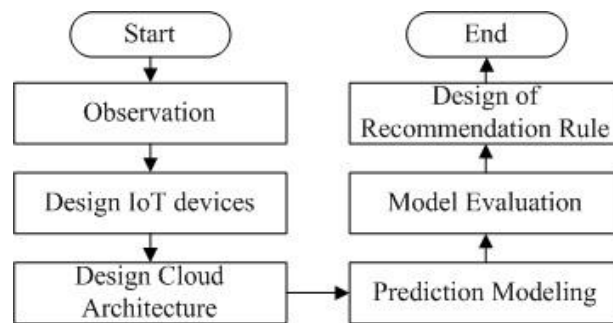 Start
Observation
Design IoT devices
Design Cloud
Architecture
Prediction Modeling
Model Evaluation
Design of
Recommendation Rule
End